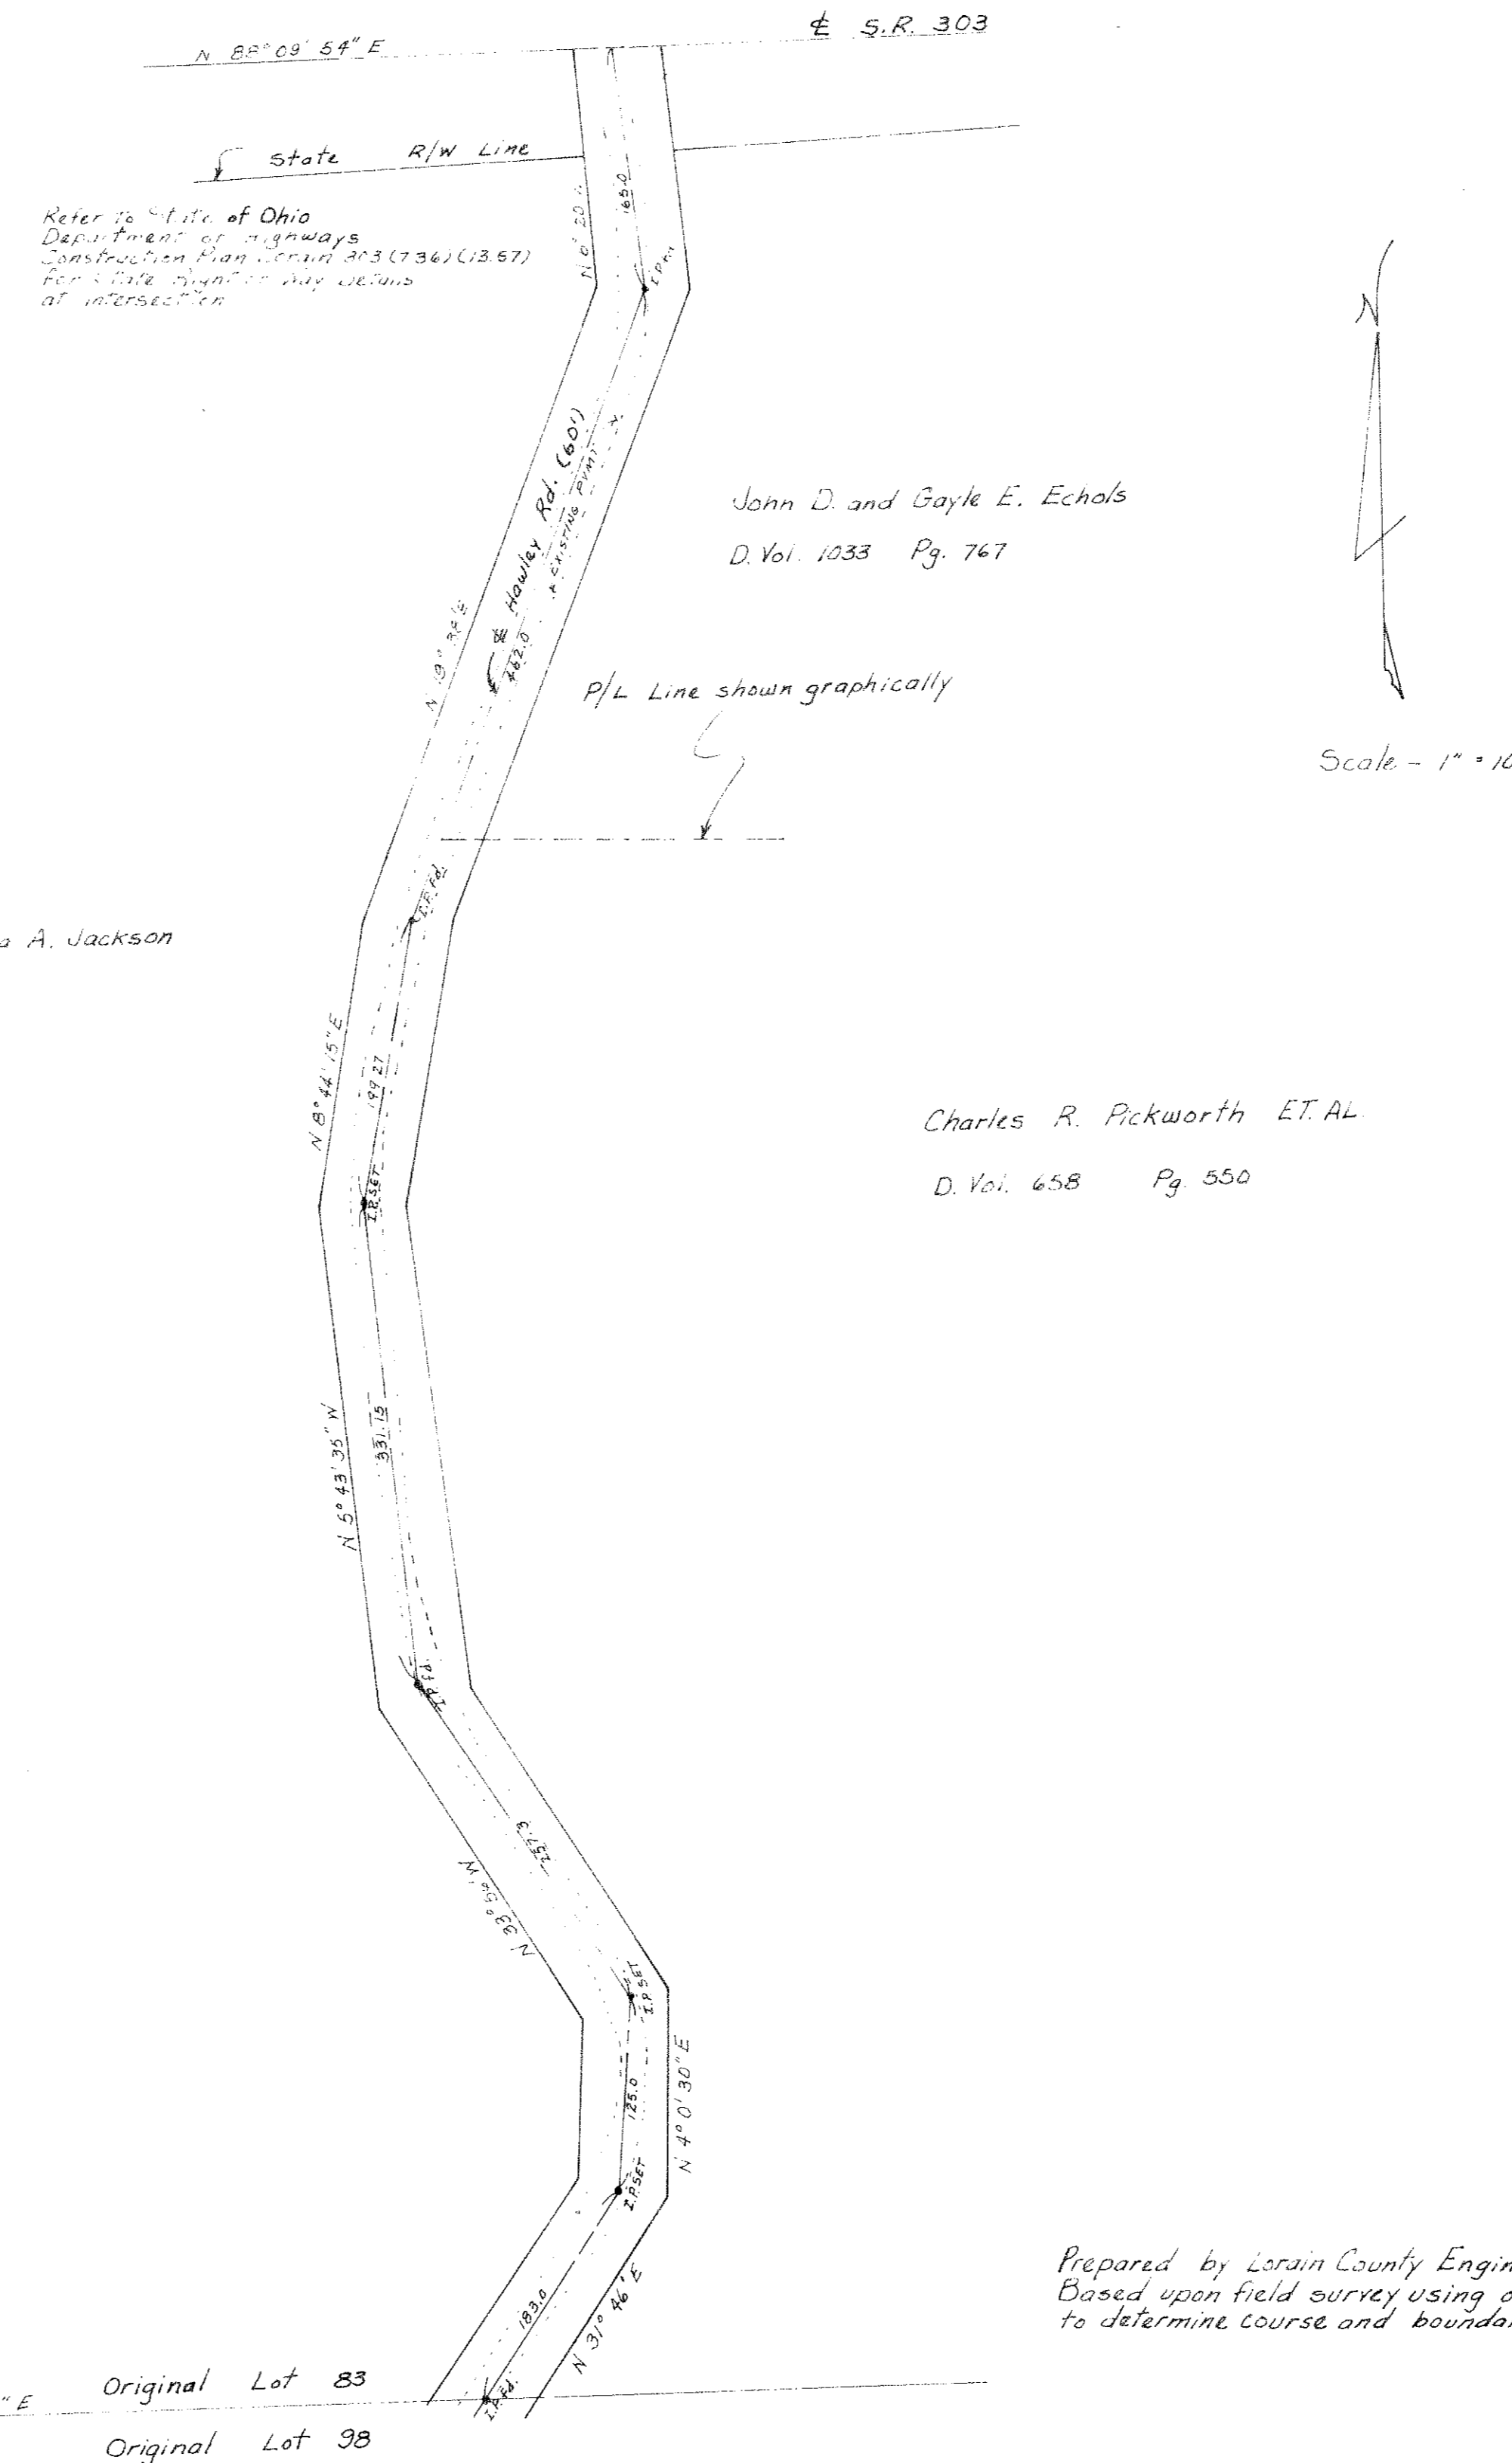 ℄ S.R. 303
N 88° 09' 54" E
State R/W Line
Refer to State of Ohio
Department of Highways
Construction Plan Lorain 303 (7.36) (13.57)
For State Right of Way Details
at intersection
165.0
I.P.
N
℄ Hawley Rd. (60')
EXISTING PVMT
462.0
John D. and Gayle E. Echols
D. Vol. 1033 Pg. 767
P/L Line shown graphically
Scale - 1" =
I.P. Fd.
A. Jackson
N 8° 44' 15" E
199.27
I.P. SET
Charles R. Pickworth ET. AL.
D. Vol. 658 Pg. 550
N 5° 43' 35" W
331.15
I.P. Fd.
257.3
N 33° 56' W
I.P. SET
125.0
N 4° 0' 30" E
I.P. SET
183.0
N 31° 46' E
I.P. Fd.
Prepared by Lorain County
Based upon field survey using
to determine course and
" E
Original Lot 83
Original Lot 98